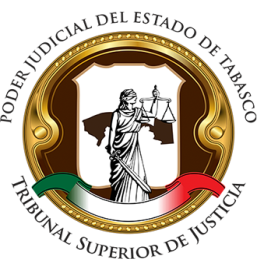 PODER JUDICIAL DEL ESTADO DE TABASCO
TRIBUNAL SUPERIOR DE JUSTICIA